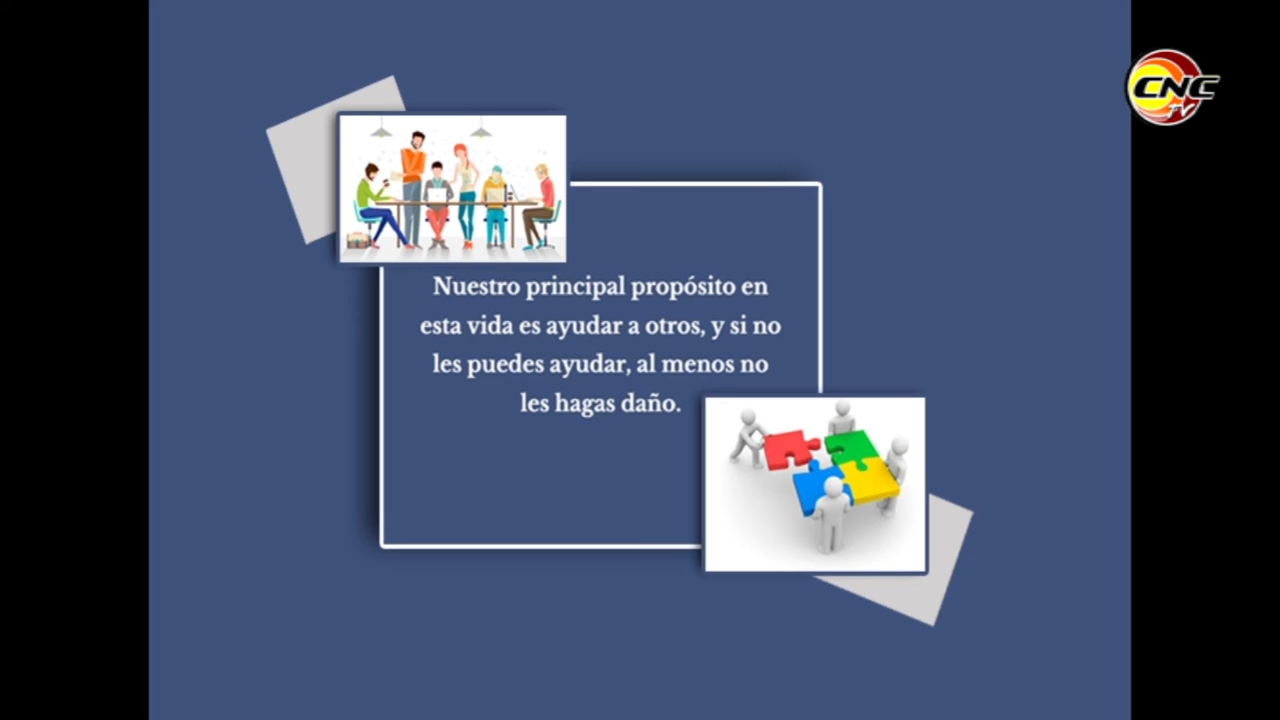 CNC
TV
Nuestro principal propósito en
esta vida es ayudar a otros, y si no
les puedes ayudar, al menos no
les hagas daño.